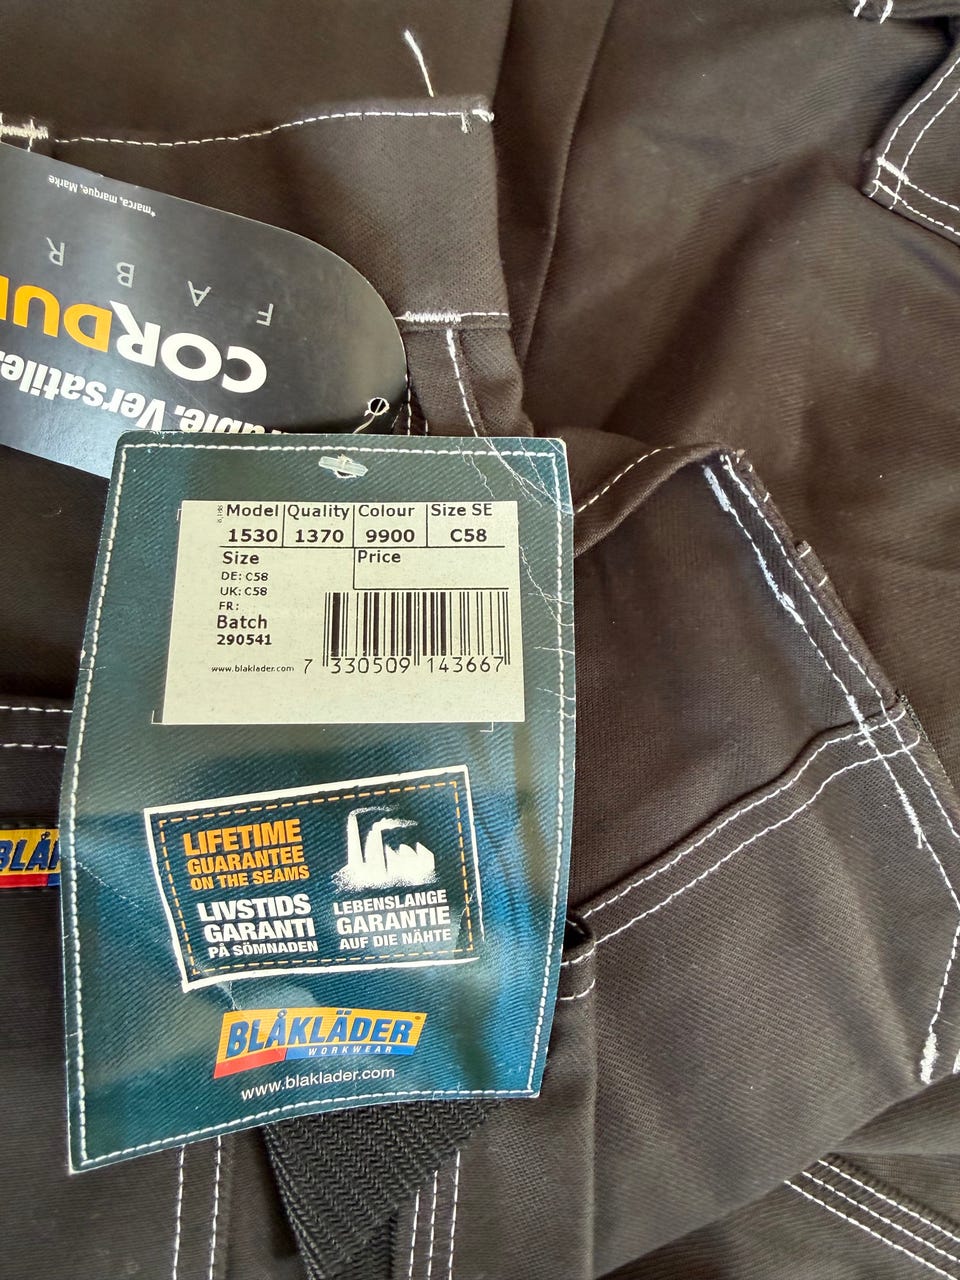 *marca, marque, Marke
FABR
CORDU
Versatile.
Model Quality Colour Size SE
1530 1370 9900 C58
Size Price
DE: C58
UK: C58
FR:
Batch
290541
www.blaklader.com 7 330509 143667
LIFETIME
GUARANTEE
ON THE SEAMS
LIVSTIDS
GARANTI
PÅ SÖMNADEN
LEBENSLANGE
GARANTIE
AUF DIE NÄHTE
BLÅKLÄDER
WORKWEAR
www.blaklader.com